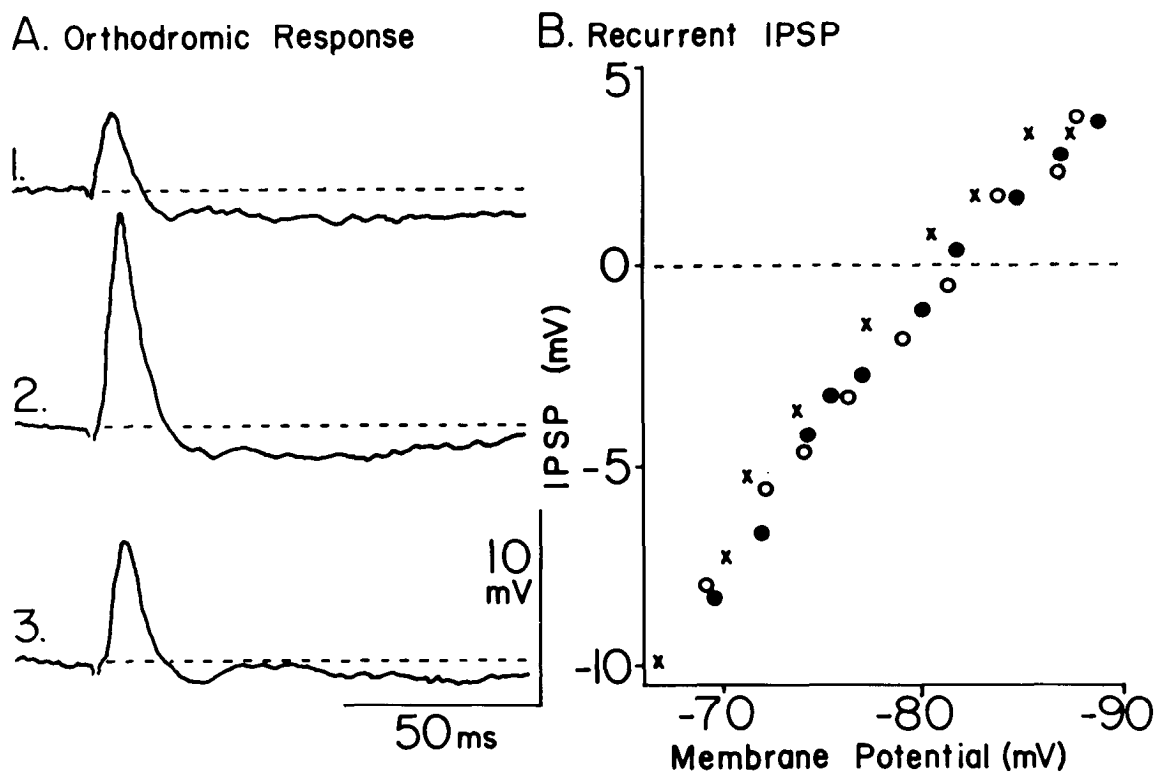 A. Orthodromic Response
1.
2.
3.
10
mV
50 ms
B. Recurrent IPSP
5
0
-5
-10
IPSP (mV)
-70 -80 -90
Membrane Potential (mV)